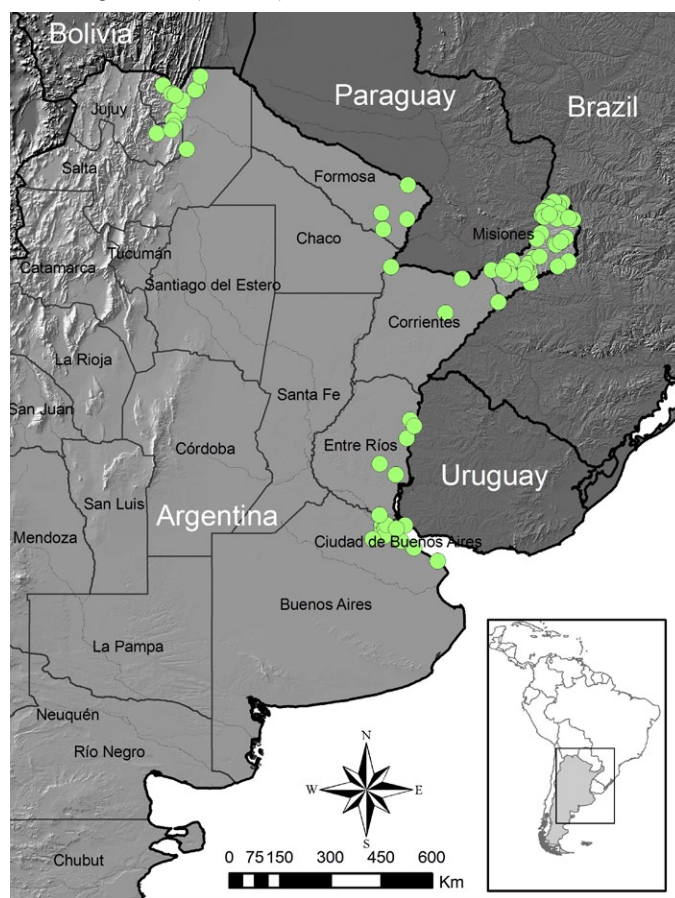 Bolivia
Paraguay
Brazil
Jujuy
Salta
Formosa
Chaco
Misiones
Tucumán
Catamarca
Santiago del Estero
Corrientes
La Rioja
Santa Fe
San Juan
Córdoba
Entre Ríos
Uruguay
San Luis
Argentina
Mendoza
Ciudad de Buenos Aires
Buenos Aires
La Pampa
Neuquén
Río Negro
N
W
E
S
Chubut
0 75 150 300 450 600
Km